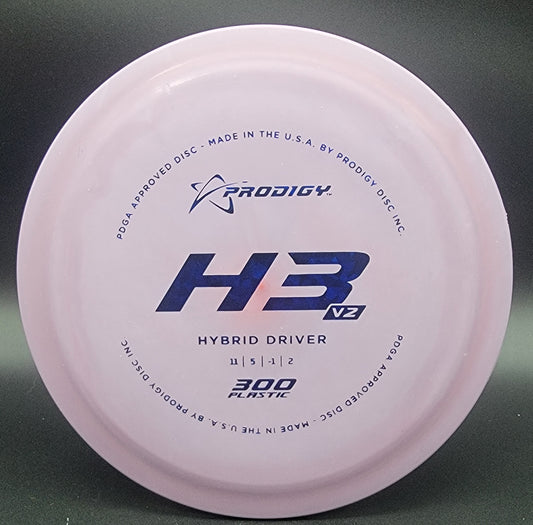 PDGA APPROVED DISC - MADE IN THE U.S.A. BY PRODIGY DISC INC.
PRODIGY™
H3 V2
HYBRID DRIVER
11 | 5 | -1 | 2
300
PLASTIC
PDGA APPROVED DISC - MADE IN THE U.S.A. BY PRODIGY DISC INC